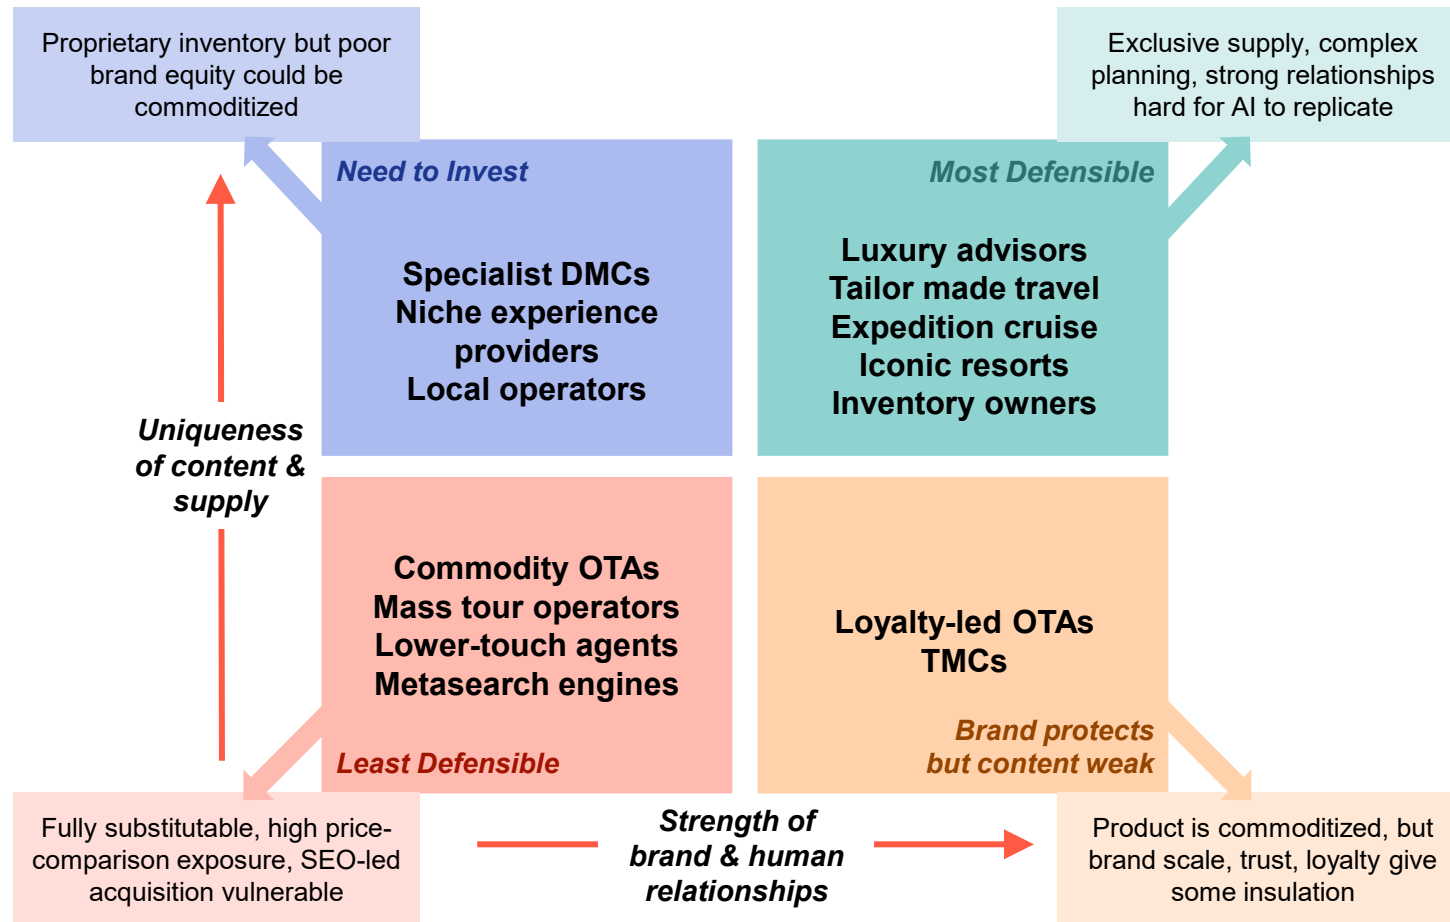 Proprietary inventory but poor
brand equity could be
commoditized
Exclusive supply, complex
planning, strong relationships
hard for AI to replicate
Need to Invest
Specialist DMCs
Niche experience
providers
Local operators
Most Defensible
Luxury advisors
Tailor made travel
Expedition cruise
Iconic resorts
Inventory owners
Uniqueness
of content &
supply
Commodity OTAs
Mass tour operators
Lower-touch agents
Metasearch engines
Least Defensible
Loyalty-led OTAs
TMCs
Brand protects
but content weak
Fully substitutable, high price-
comparison exposure, SEO-led
acquisition vulnerable
Strength of
brand & human
relationships
Product is commoditized, but
brand scale, trust, loyalty give
some insulation